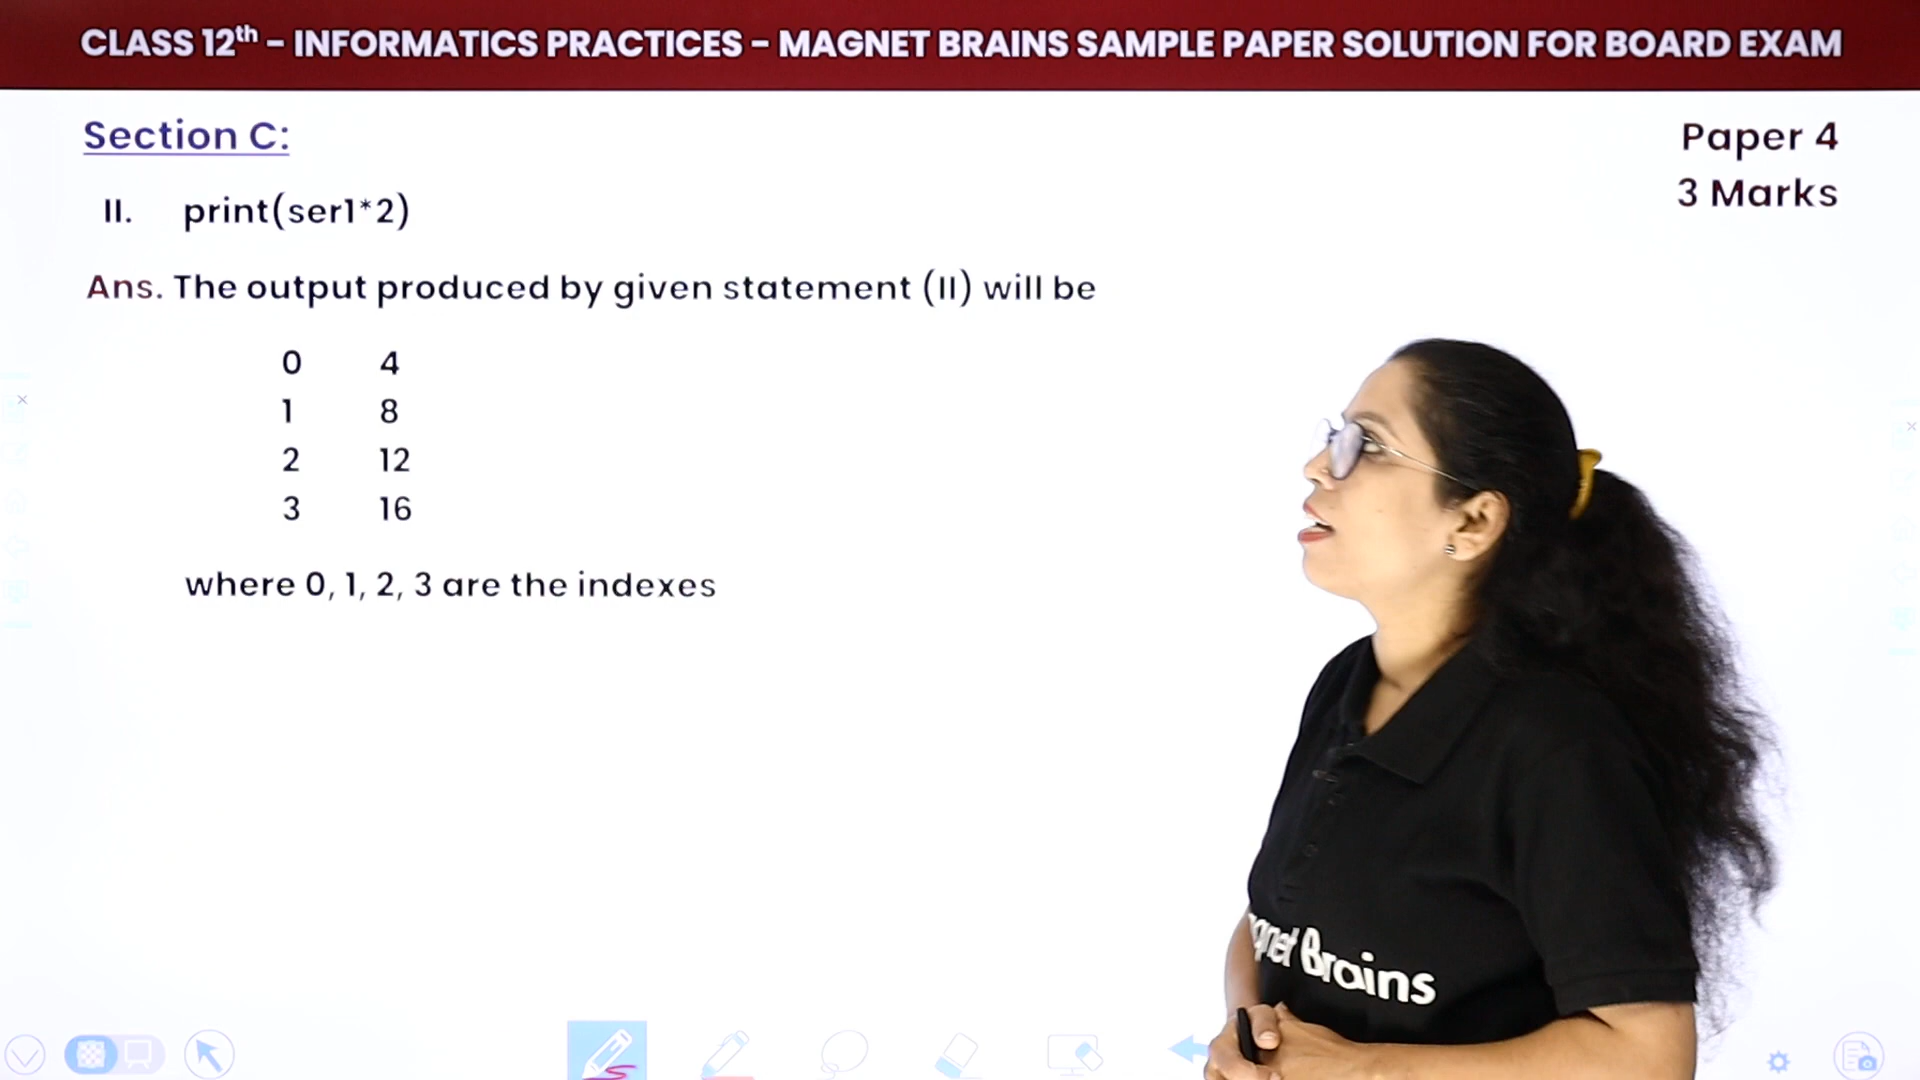 CLASS 12th – INFORMATICS PRACTICES – MAGNET BRAINS SAMPLE PAPER SOLUTION FOR BOARD EXAM
Section C:
Paper 4
3 Marks
II. print(ser1*2)
Ans. The output produced by given statement (II) will be
0 4
1 8
2 12
3 16
where 0, 1, 2, 3 are the indexes
Brains